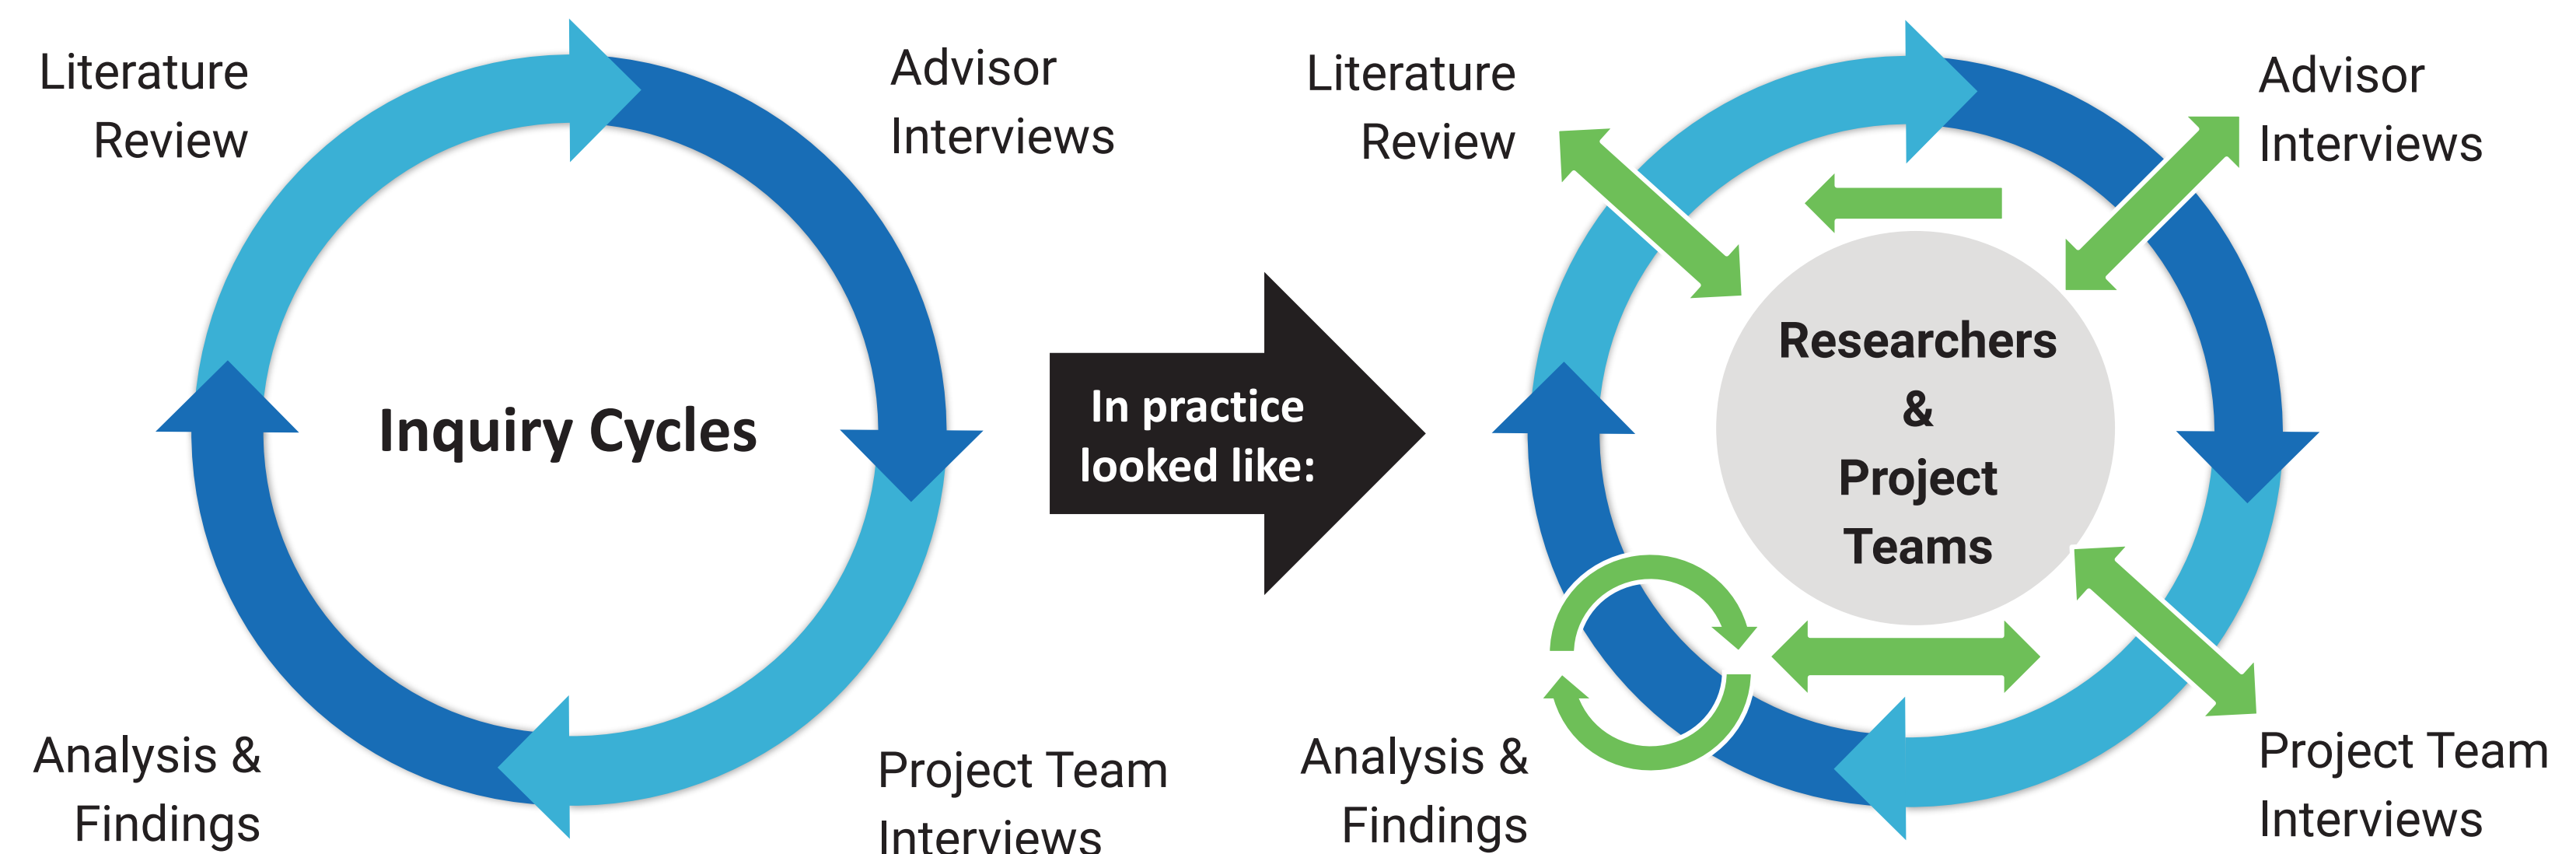 Literature
Review
Advisor
Interviews
Inquiry Cycles
Analysis &
Findings
Project Team
Interviews
In practice
looked like:
Literature
Review
Advisor
Interviews
Researchers
&
Project
Teams
Analysis &
Findings
Project Team
Interviews